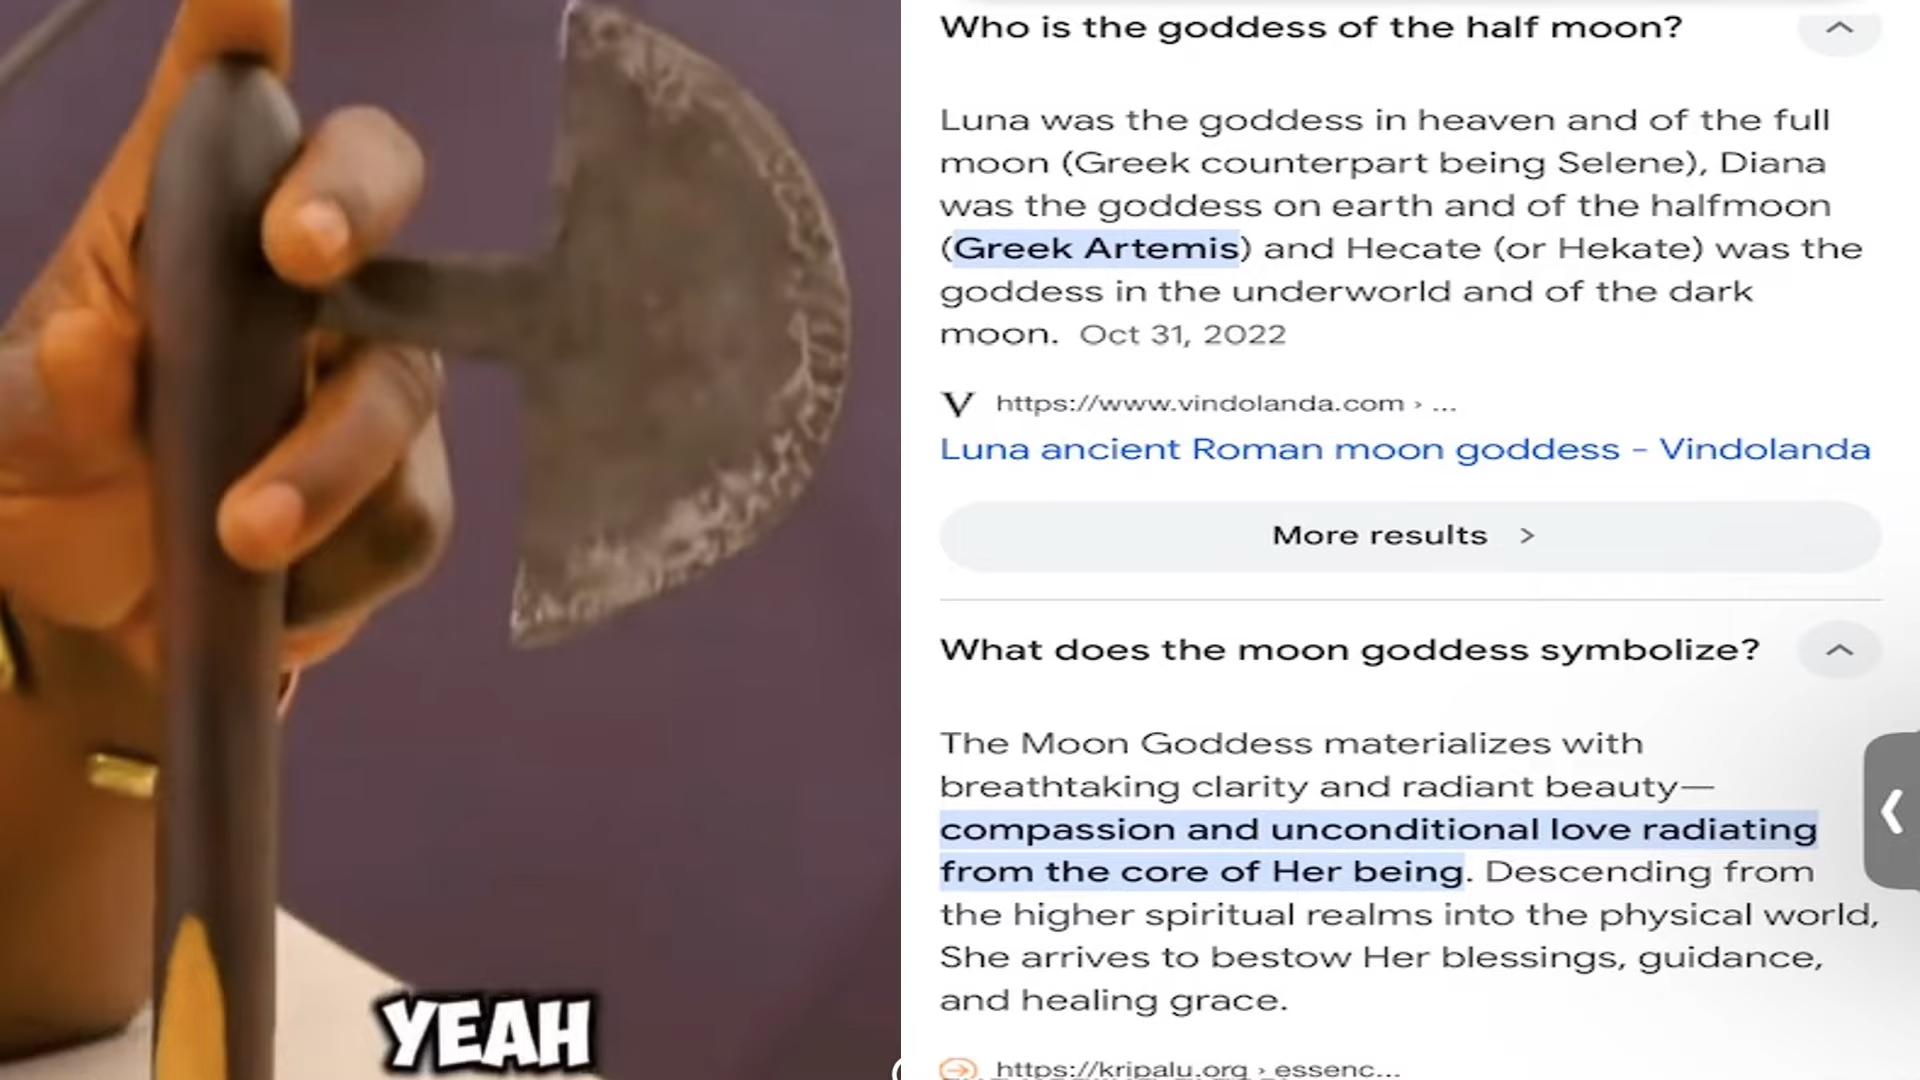 YEAH
Who is the goddess of the half moon?
Luna was the goddess in heaven and of the full
moon (Greek counterpart being Selene), Diana
was the goddess on earth and of the halfmoon
(Greek Artemis) and Hecate (or Hekate) was the
goddess in the underworld and of the dark
moon. Oct 31, 2022
V https://www.vindolanda.com › ...
Luna ancient Roman moon goddess - Vindolanda
More results >
What does the moon goddess symbolize?
The Moon Goddess materializes with
breathtaking clarity and radiant beauty—
compassion and unconditional love radiating
from the core of Her being. Descending from
the higher spiritual realms into the physical world,
She arrives to bestow Her blessings, guidance,
and healing grace.
https://kripalu.org › essenc...